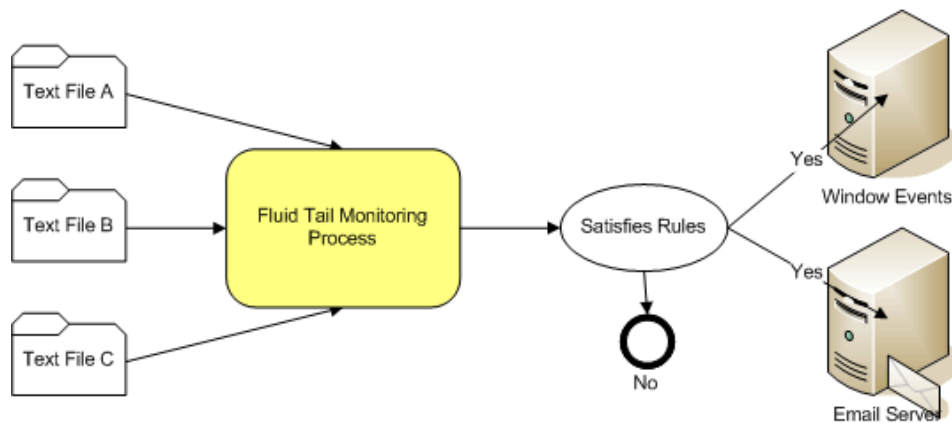 Text File A
Text File B
Text File C
Fluid Tail Monitoring
Process
Satisfies Rules
Yes
Window Events
Yes
Email Server
No